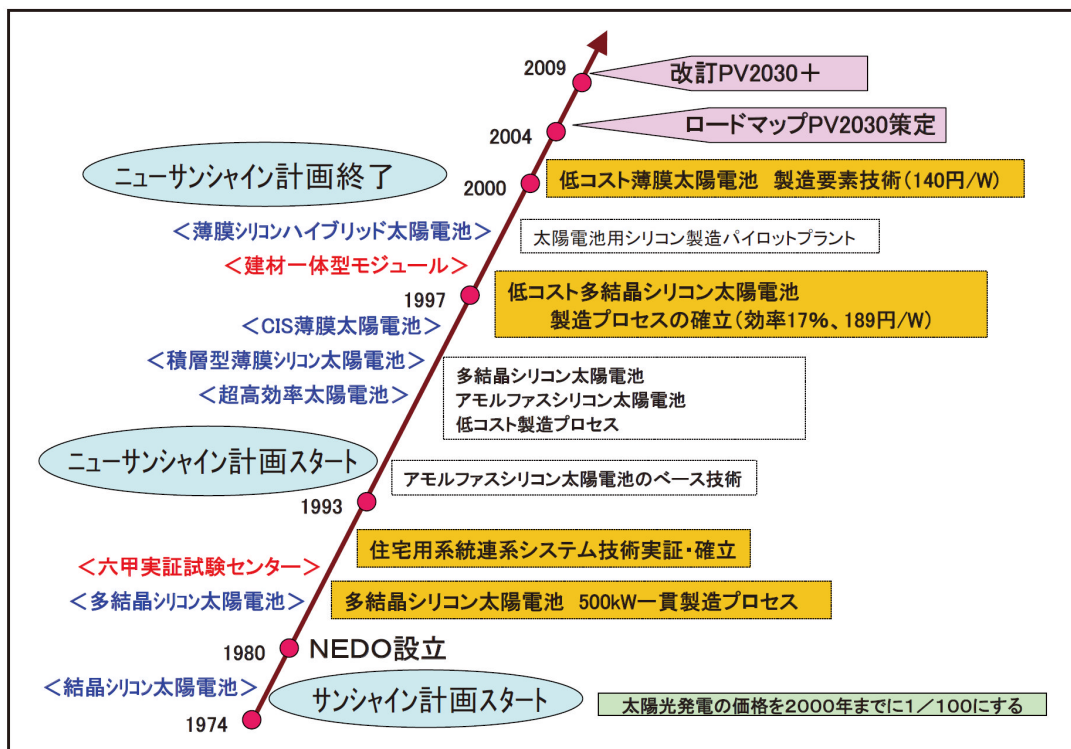 2009
改訂PV2030＋
2004
ロードマップPV2030策定
ニューサンシャイン計画終了
2000
低コスト薄膜太陽電池　製造要素技術（140円/W）
＜薄膜シリコンハイブリッド太陽電池＞
太陽電池用シリコン製造パイロットプラント
＜建材一体型モジュール＞
1997
低コスト多結晶シリコン太陽電池
製造プロセスの確立（効率17％、189円/W）
＜CIS薄膜太陽電池＞
＜積層型薄膜シリコン太陽電池＞
＜超高効率太陽電池＞
多結晶シリコン太陽電池
アモルファスシリコン太陽電池
低コスト製造プロセス
ニューサンシャイン計画スタート
アモルファスシリコン太陽電池のベース技術
1993
住宅用系統連系システム技術実証・確立
＜六甲実証試験センター＞
＜多結晶シリコン太陽電池＞
多結晶シリコン太陽電池　500kW一貫製造プロセス
1980
NEDO設立
＜結晶シリコン太陽電池＞
サンシャイン計画スタート
太陽光発電の価格を2000年までに1／100にする
1974